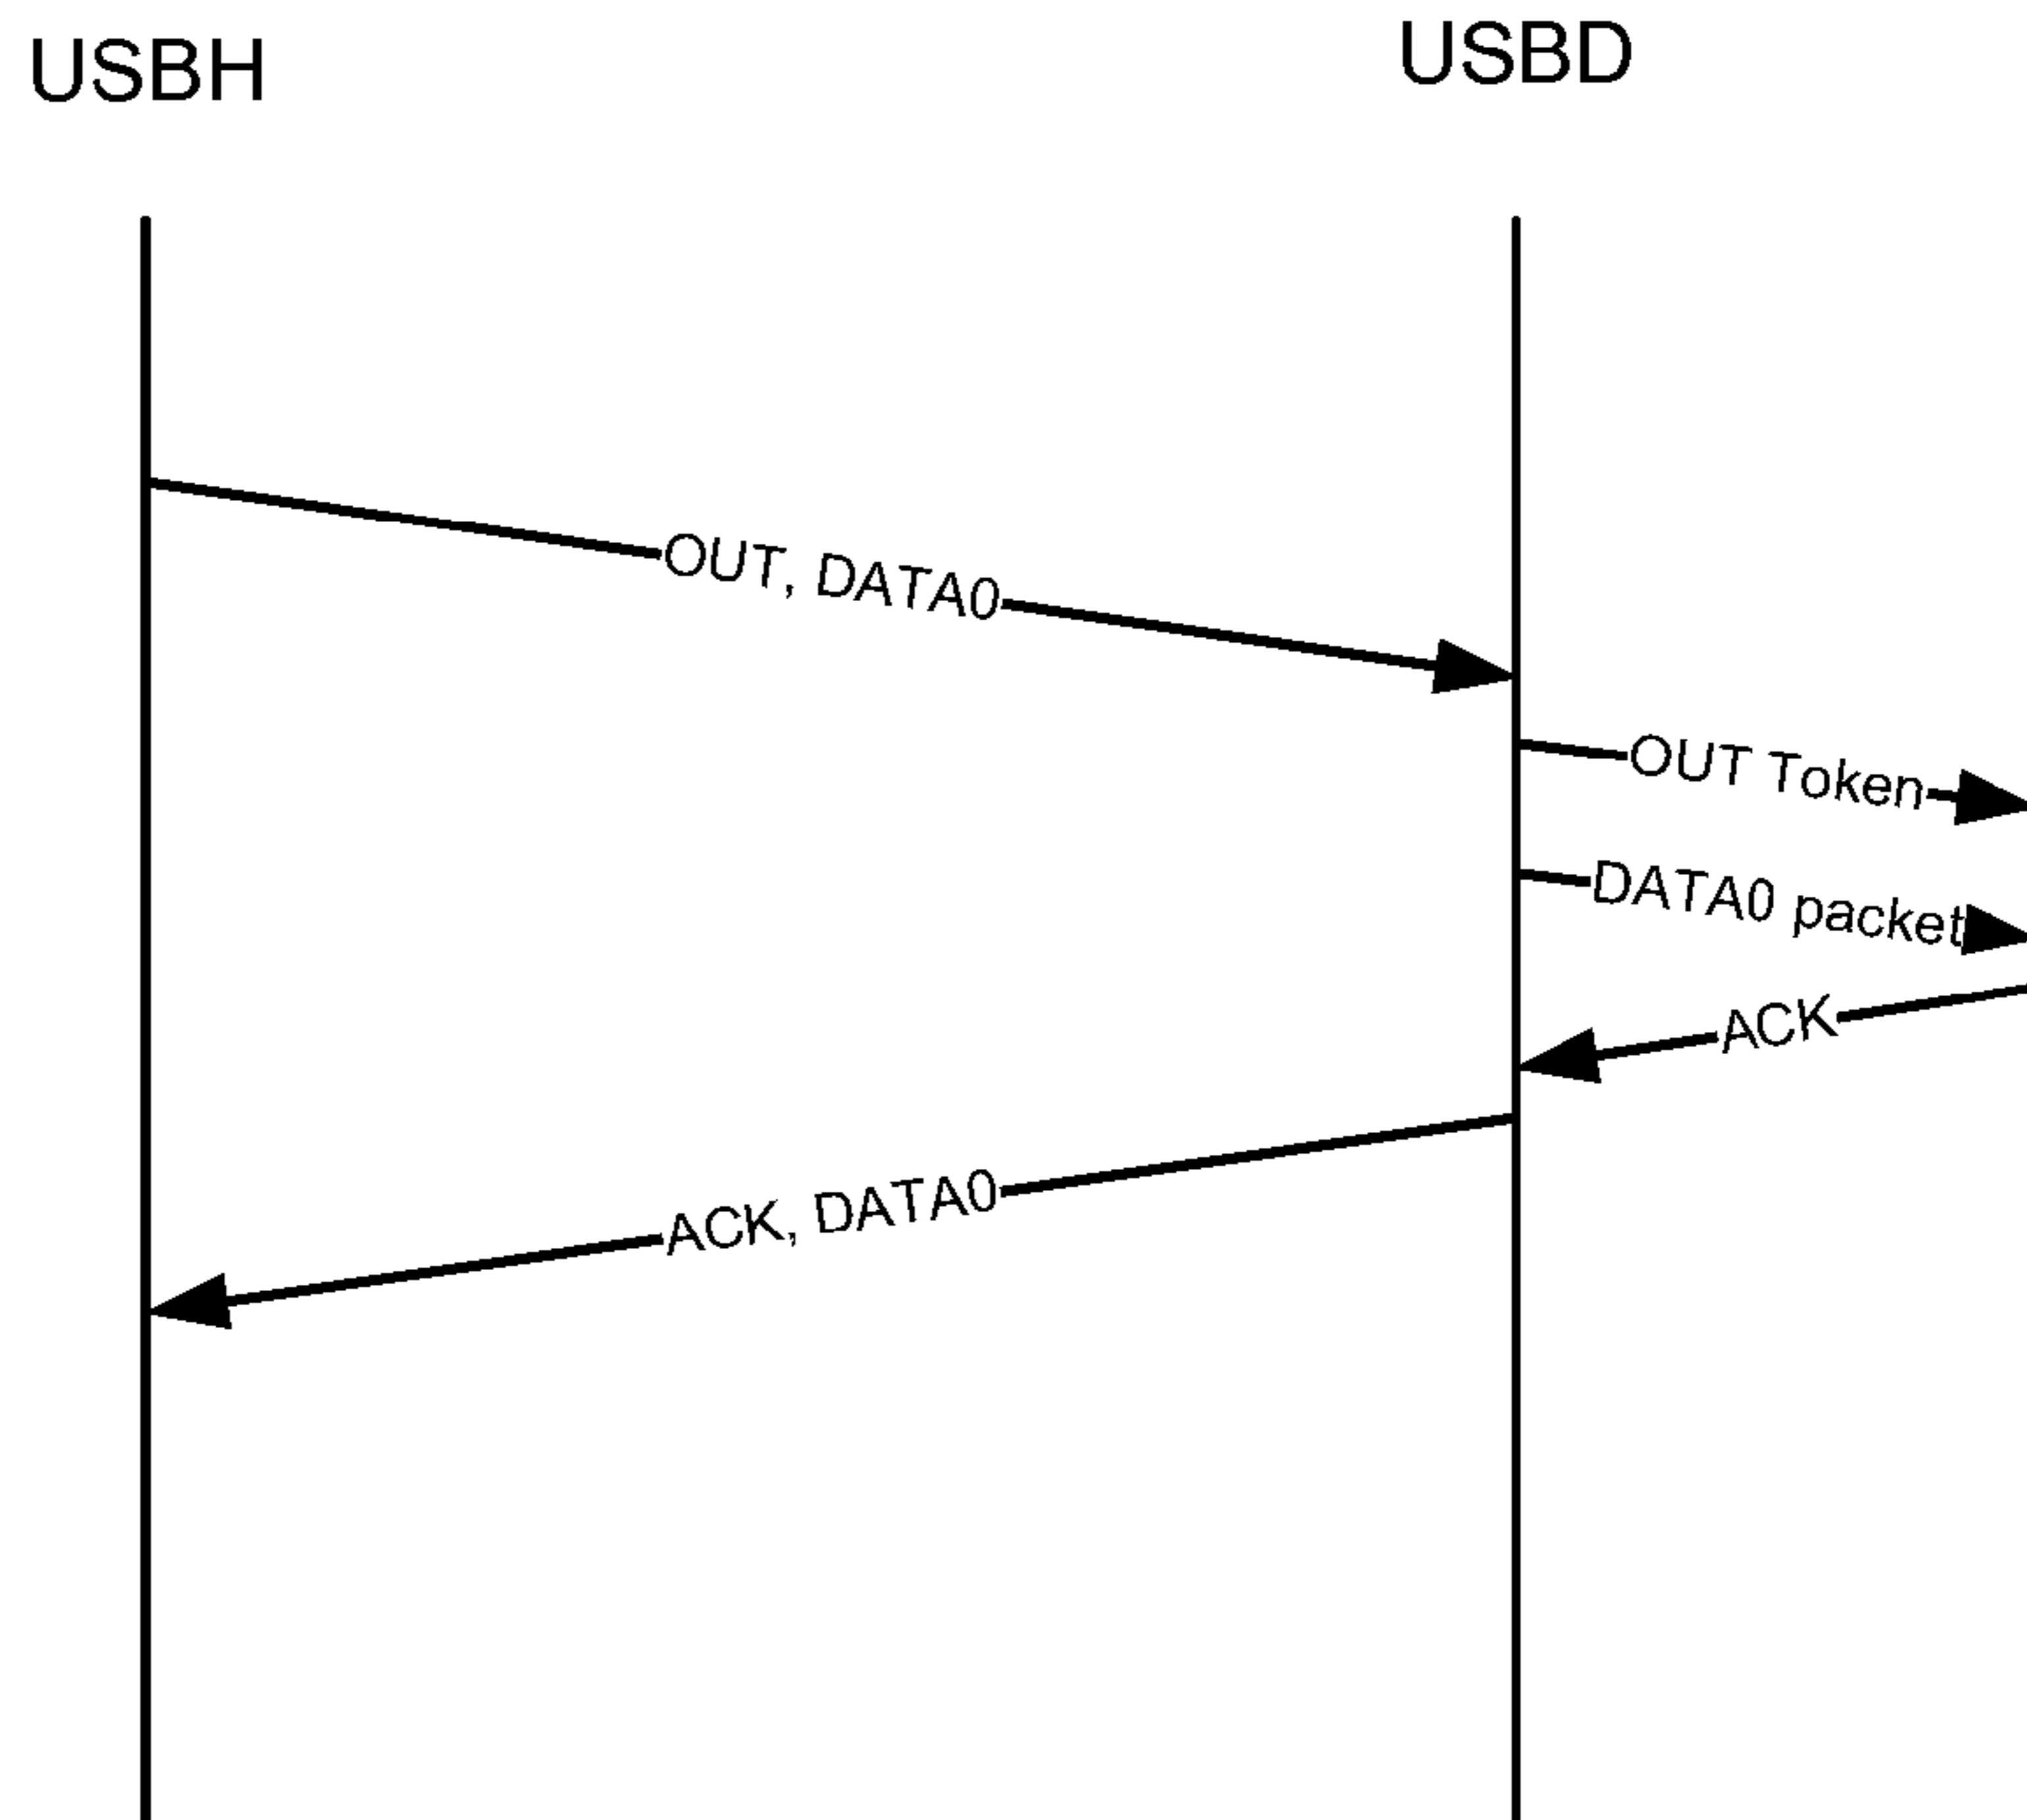 USBH
USBD
OUT, DATA0
OUT Token
DATA0 packet
ACK
ACK, DATA0